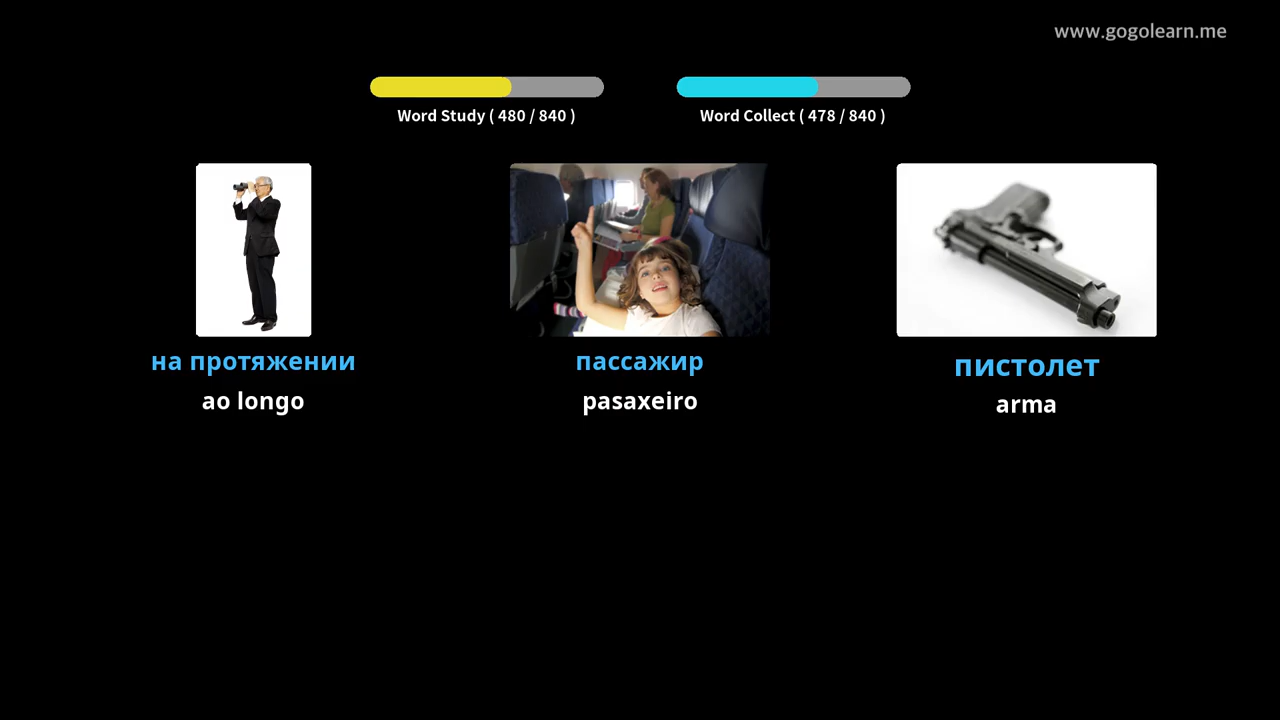 www.gogolearn.me
Word Study ( 480 / 840 )
Word Collect ( 478 / 840 )
на протяжении
ao longo
пассажир
pasaxeiro
пистолет
arma